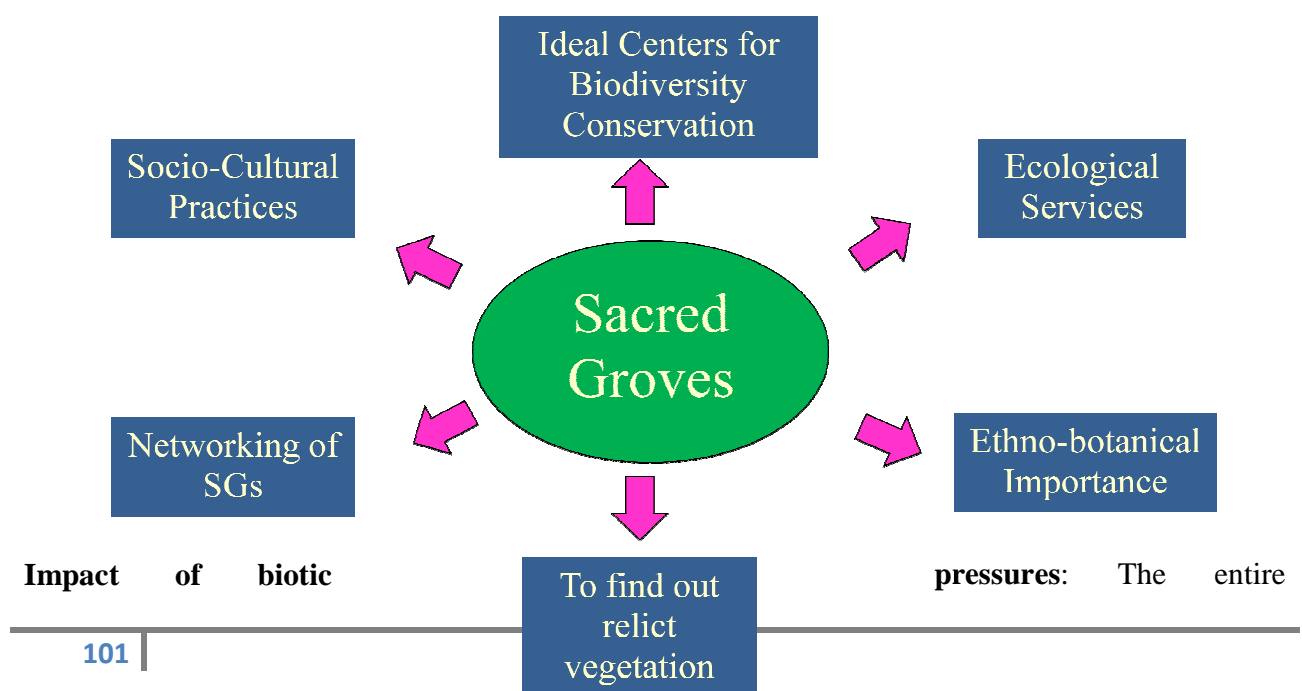 Ideal Centers for
Biodiversity
Conservation
Socio-Cultural
Practices
Ecological
Services
Sacred
Groves
Networking of
SGs
Ethno-botanical
Importance
To find out
relict
vegetation
Impact of biotic pressures: The entire
101